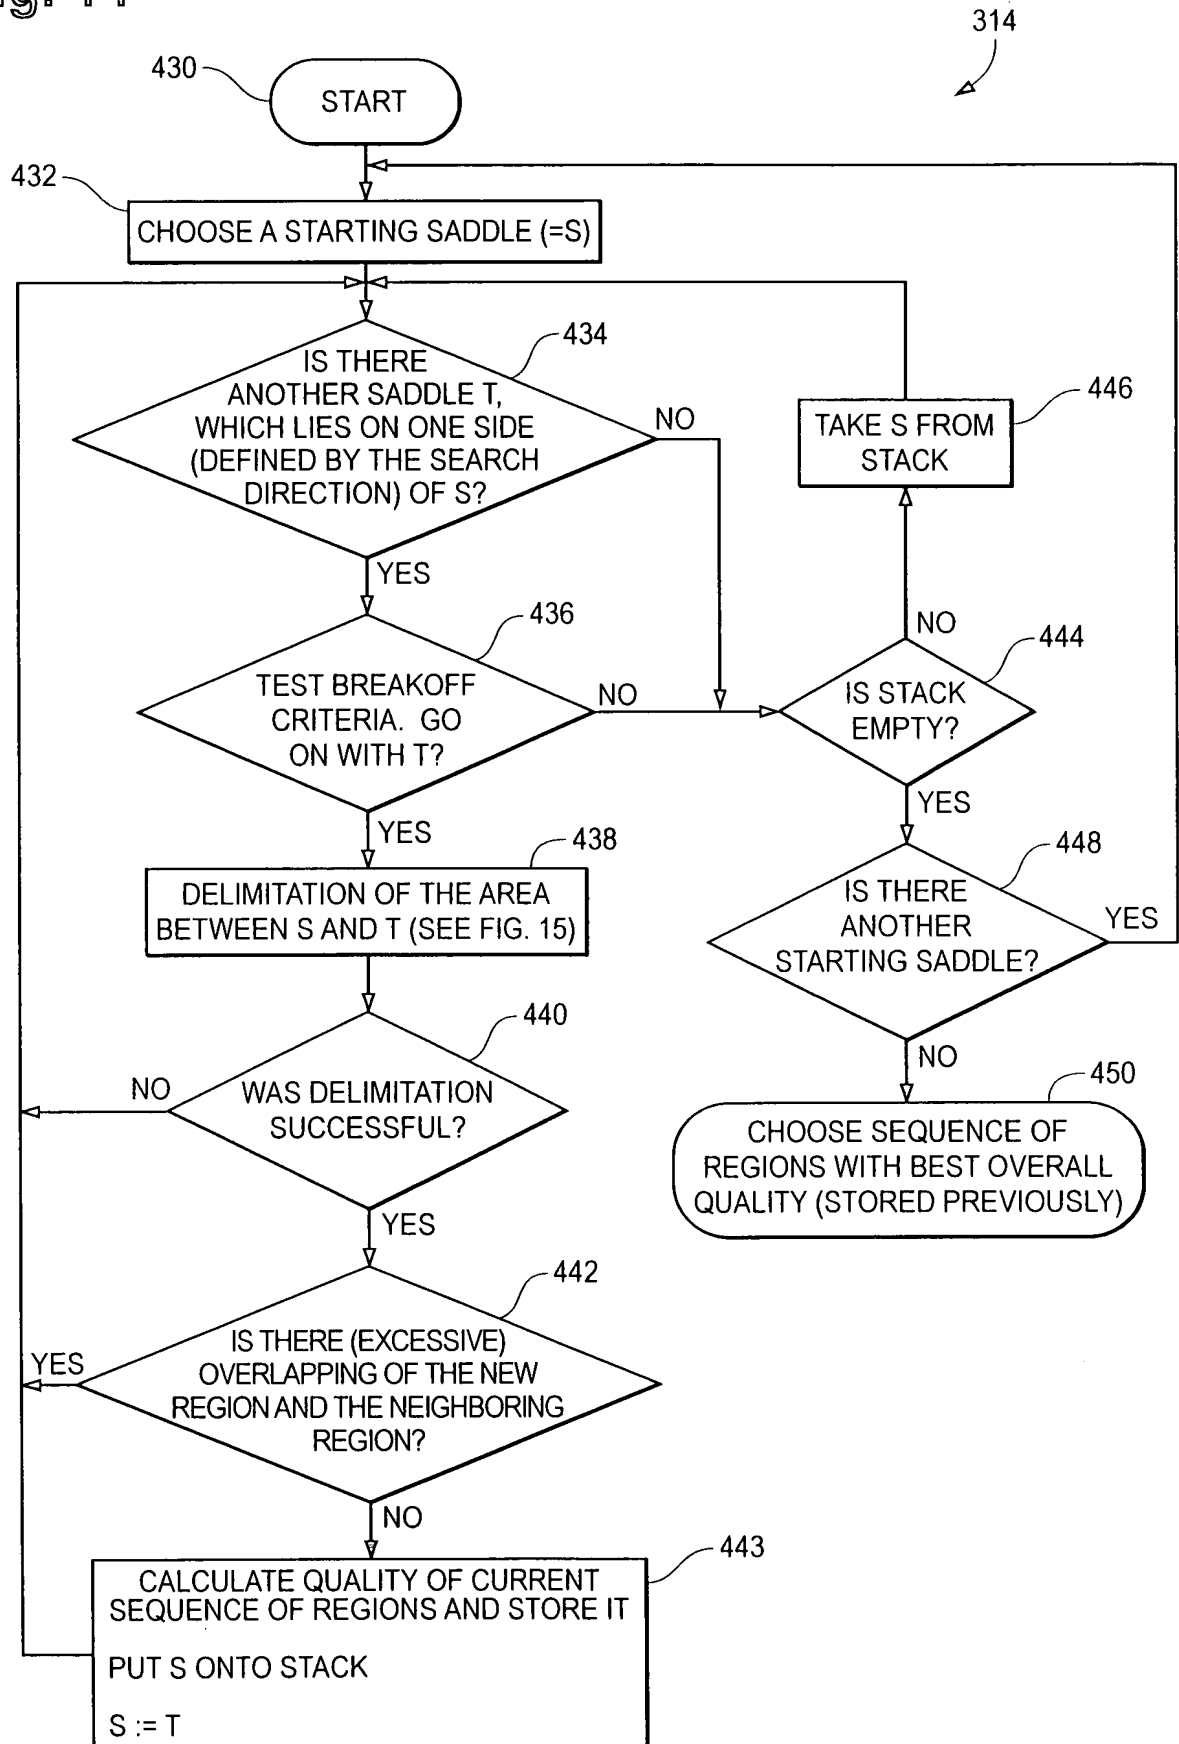 314
430
START
432
CHOOSE A STARTING SADDLE (=S)
434
IS THERE
ANOTHER SADDLE T,
WHICH LIES ON ONE SIDE
(DEFINED BY THE SEARCH
DIRECTION) OF S?
NO
YES
446
TAKE S FROM
STACK
NO
436
TEST BREAKOFF
CRITERIA. GO
ON WITH T?
NO
YES
444
IS STACK
EMPTY?
YES
438
DELIMITATION OF THE AREA
BETWEEN S AND T (SEE FIG. 15)
448
IS THERE
ANOTHER
STARTING SADDLE?
YES
NO
440
WAS DELIMITATION
SUCCESSFUL?
NO
YES
450
CHOOSE SEQUENCE OF
REGIONS WITH BEST OVERALL
QUALITY (STORED PREVIOUSLY)
442
IS THERE (EXCESSIVE)
OVERLAPPING OF THE NEW
REGION AND THE NEIGHBORING
REGION?
YES
NO
443
CALCULATE QUALITY OF CURRENT
SEQUENCE OF REGIONS AND STORE IT
PUT S ONTO STACK
S := T